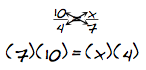 10/4 = x/7
(7)(10) = (x)(4)